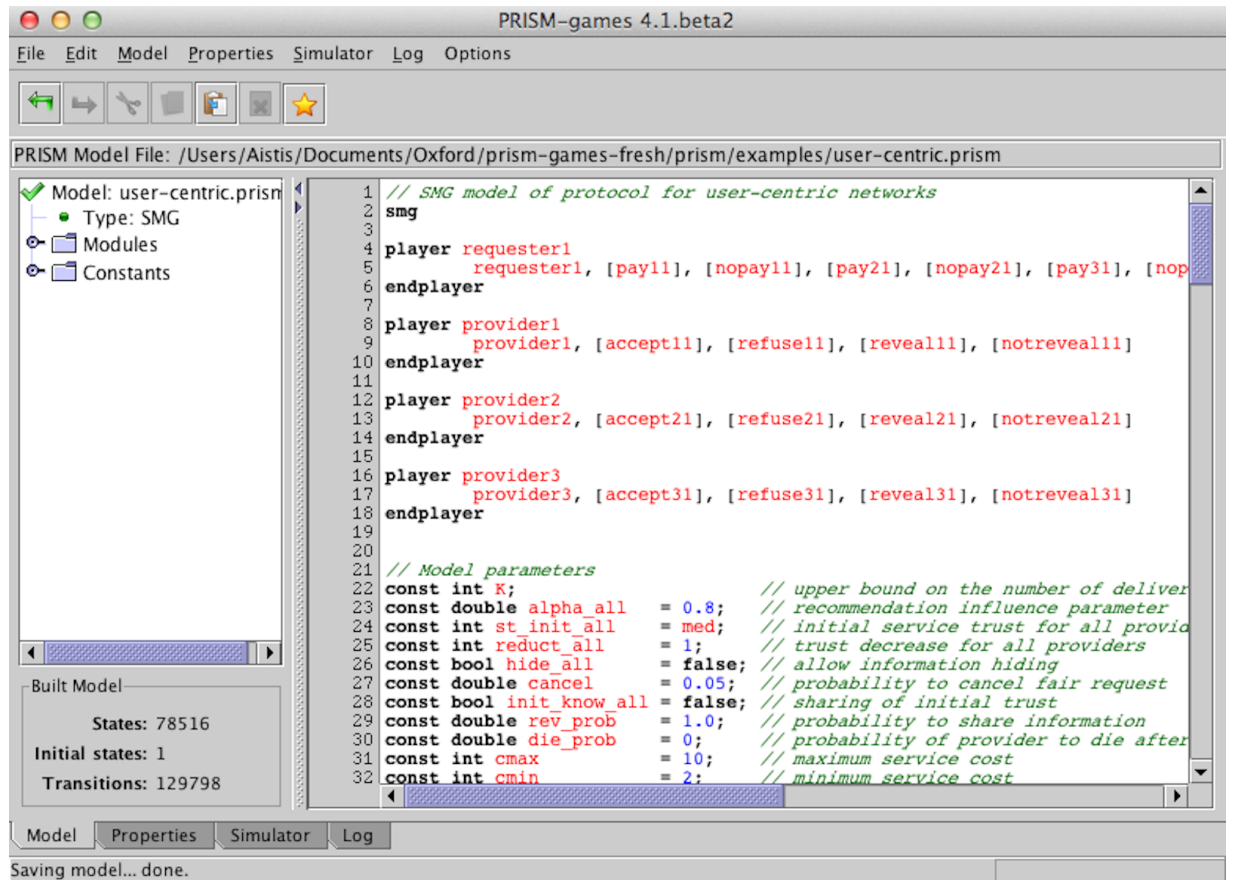 PRISM-games 4.1.beta2
File Edit Model Properties Simulator Log Options
PRISM Model File: /Users/Aistis/Documents/Oxford/prism-games-fresh/prism/examples/user-centric.prism
Model: user-centric.prism
Type: SMG
Modules
Constants
Built Model
States: 78516
Initial states: 1
Transitions: 129798
1 // SMG model of protocol for user-centric networks
2 smg
3
4 player requester1
5 requester1, [pay11], [nopay11], [pay21], [nopay21], [pay31], [nop
6 endplayer
7
8 player provider1
9 provider1, [accept11], [refuse11], [reveal11], [notreveal11]
10 endplayer
11
12 player provider2
13 provider2, [accept21], [refuse21], [reveal21], [notreveal21]
14 endplayer
15
16 player provider3
17 provider3, [accept31], [refuse31], [reveal31], [notreveal31]
18 endplayer
19
20
21 // Model parameters
22 const int K; // upper bound on the number of deliver
23 const double alpha_all = 0.8; // recommendation influence parameter
24 const int st_init_all = med; // initial service trust for all provid
25 const int reduct_all = 1; // trust decrease for all providers
26 const bool hide_all = false; // allow information hiding
27 const double cancel = 0.05; // probability to cancel fair request
28 const bool init_know_all = false; // sharing of initial trust
29 const double rev_prob = 1.0; // probability to share information
30 const double die_prob = 0; // probability of provider to die after
31 const int cmax = 10; // maximum service cost
32 const int cmin = 2; // minimum service cost
Model Properties Simulator Log
Saving model... done.